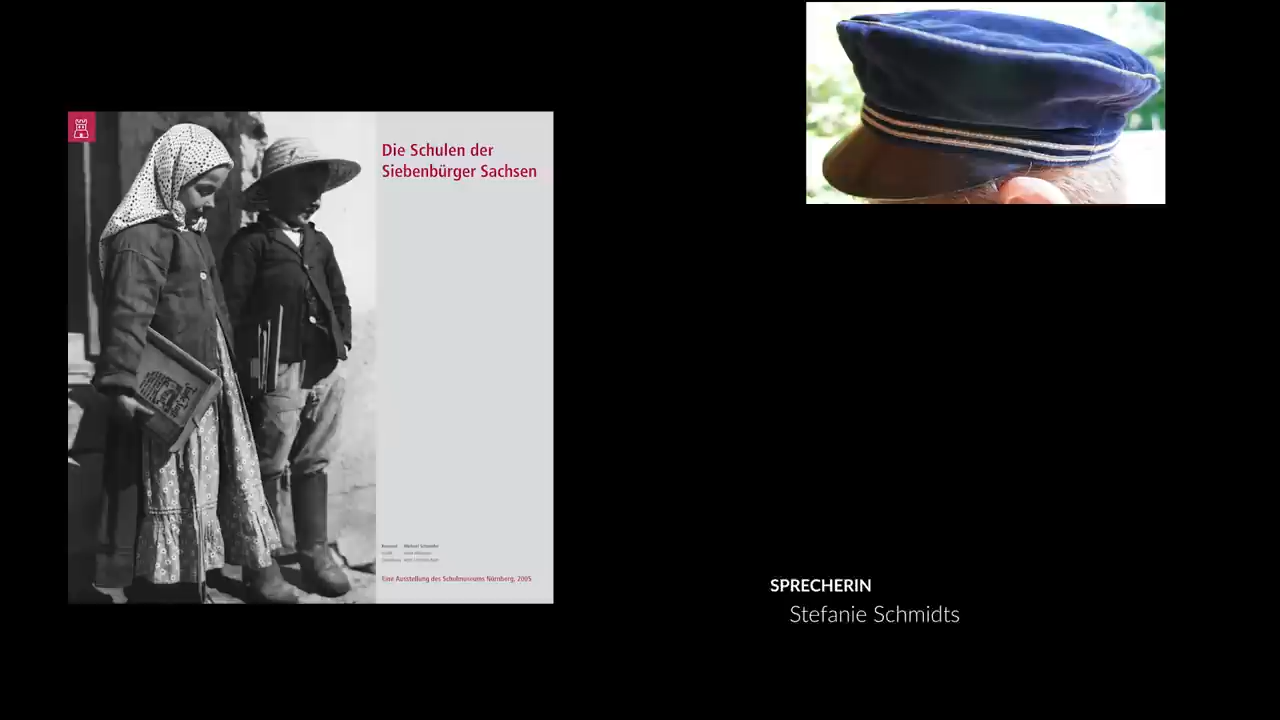 Die Schulen der
Siebenbürger Sachsen
Eine Ausstellung des Schulmuseums Nürnberg, 2005
SPRECHERIN
Stefanie Schmidts